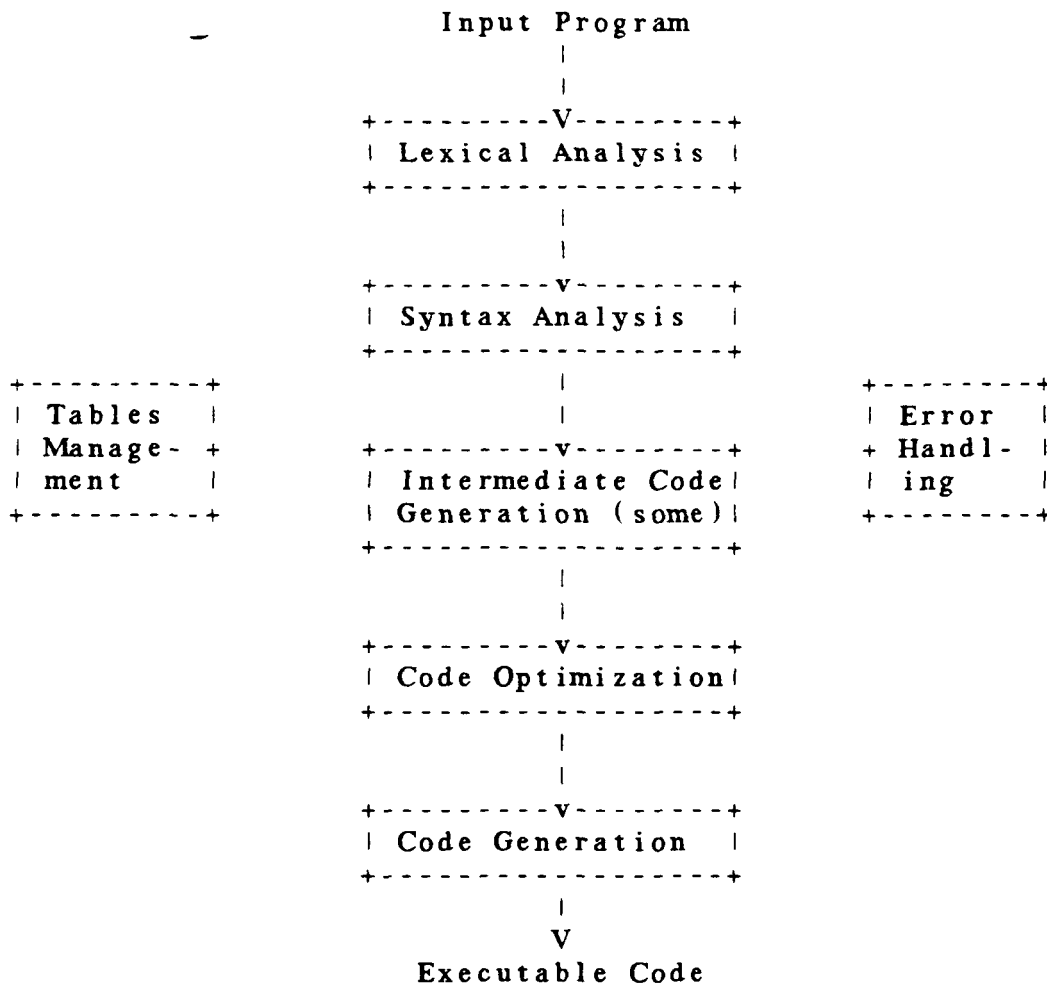 Input Program
Lexical Analysis
Syntax Analysis
Tables
Manage-
ment
Intermediate Code
Generation (some)
Error
Handl-
ing
Code Optimization
Code Generation
Executable Code